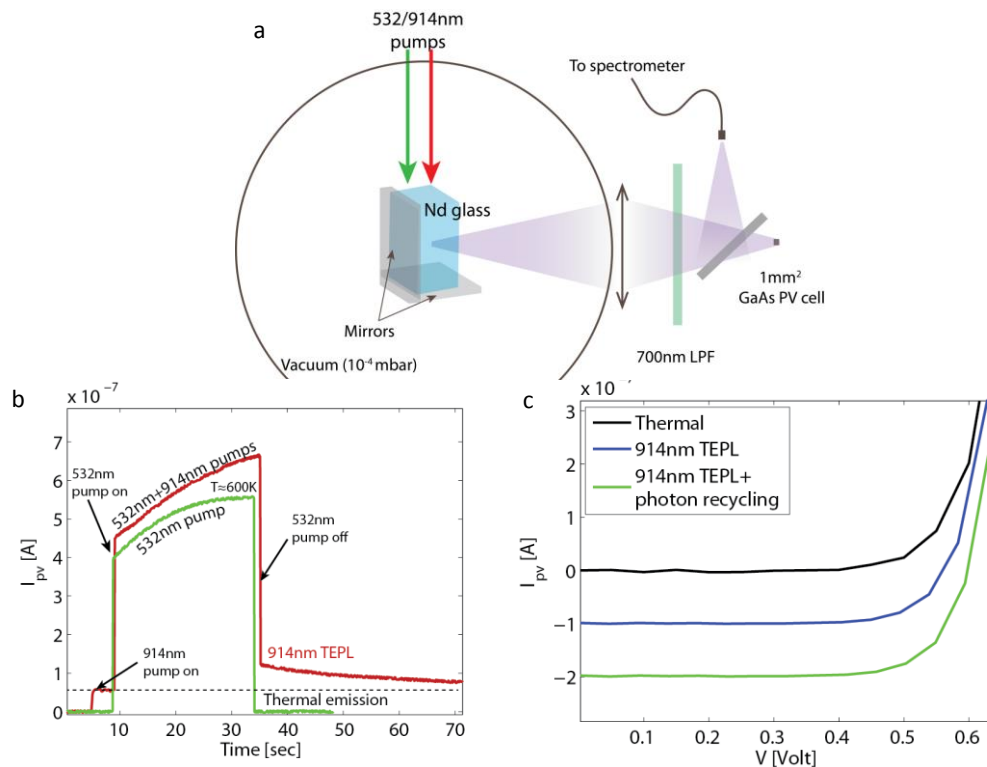 a
532/914nm
pumps
To spectrometer
Nd glass
1mm²
GaAs PV cell
Mirrors
Vacuum (10⁻⁴ mbar)
700nm LPF
b
x 10⁻⁷
7
6
5
4
3
2
1
0
I_pv [A]
532nm
pump on
532nm+914nm pumps
T≈600K
532nm pump
532nm
pump off
914nm
pump on
914nm TEPL
Thermal emission
10
20
30
40
50
60
70
Time [sec]
c
3
2
1
0
−1
−2
I_pv [A]
Thermal
914nm TEPL
914nm TEPL+
photon recycling
0.1
0.2
0.3
0.4
0.5
0.6
V [Volt]